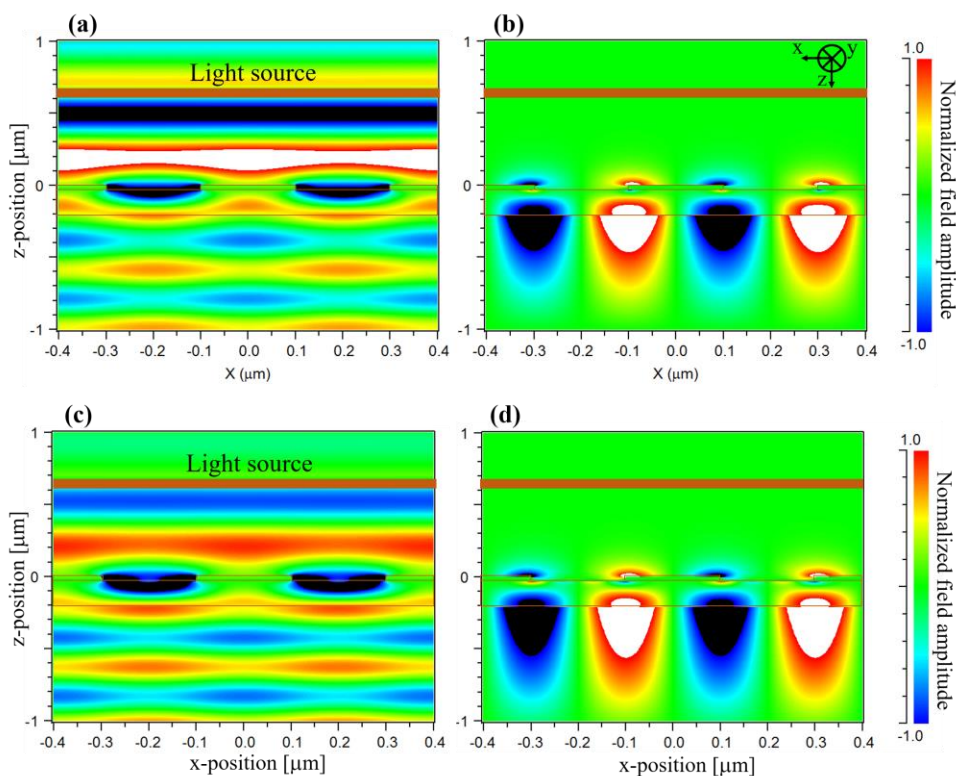 (a)
(b)
Light source
x y z
1
0
-1
z-position [μm]
-0.4 -0.3 -0.2 -0.1 0.0 0.1 0.2 0.3 0.4
X (μm)
-0.4 -0.3 -0.2 -0.1 0.0 0.1 0.2 0.3 0.4
X (μm)
1.0
-1.0
Normalized field amplitude
(c)
(d)
Light source
1
0
-1
z-position [μm]
1
0
-1
-0.4 -0.3 -0.2 -0.1 0.0 0.1 0.2 0.3 0.4
x-position [μm]
-0.4 -0.3 -0.2 -0.1 0.0 0.1 0.2 0.3 0.4
x-position [μm]
1.0
-1.0
Normalized field amplitude